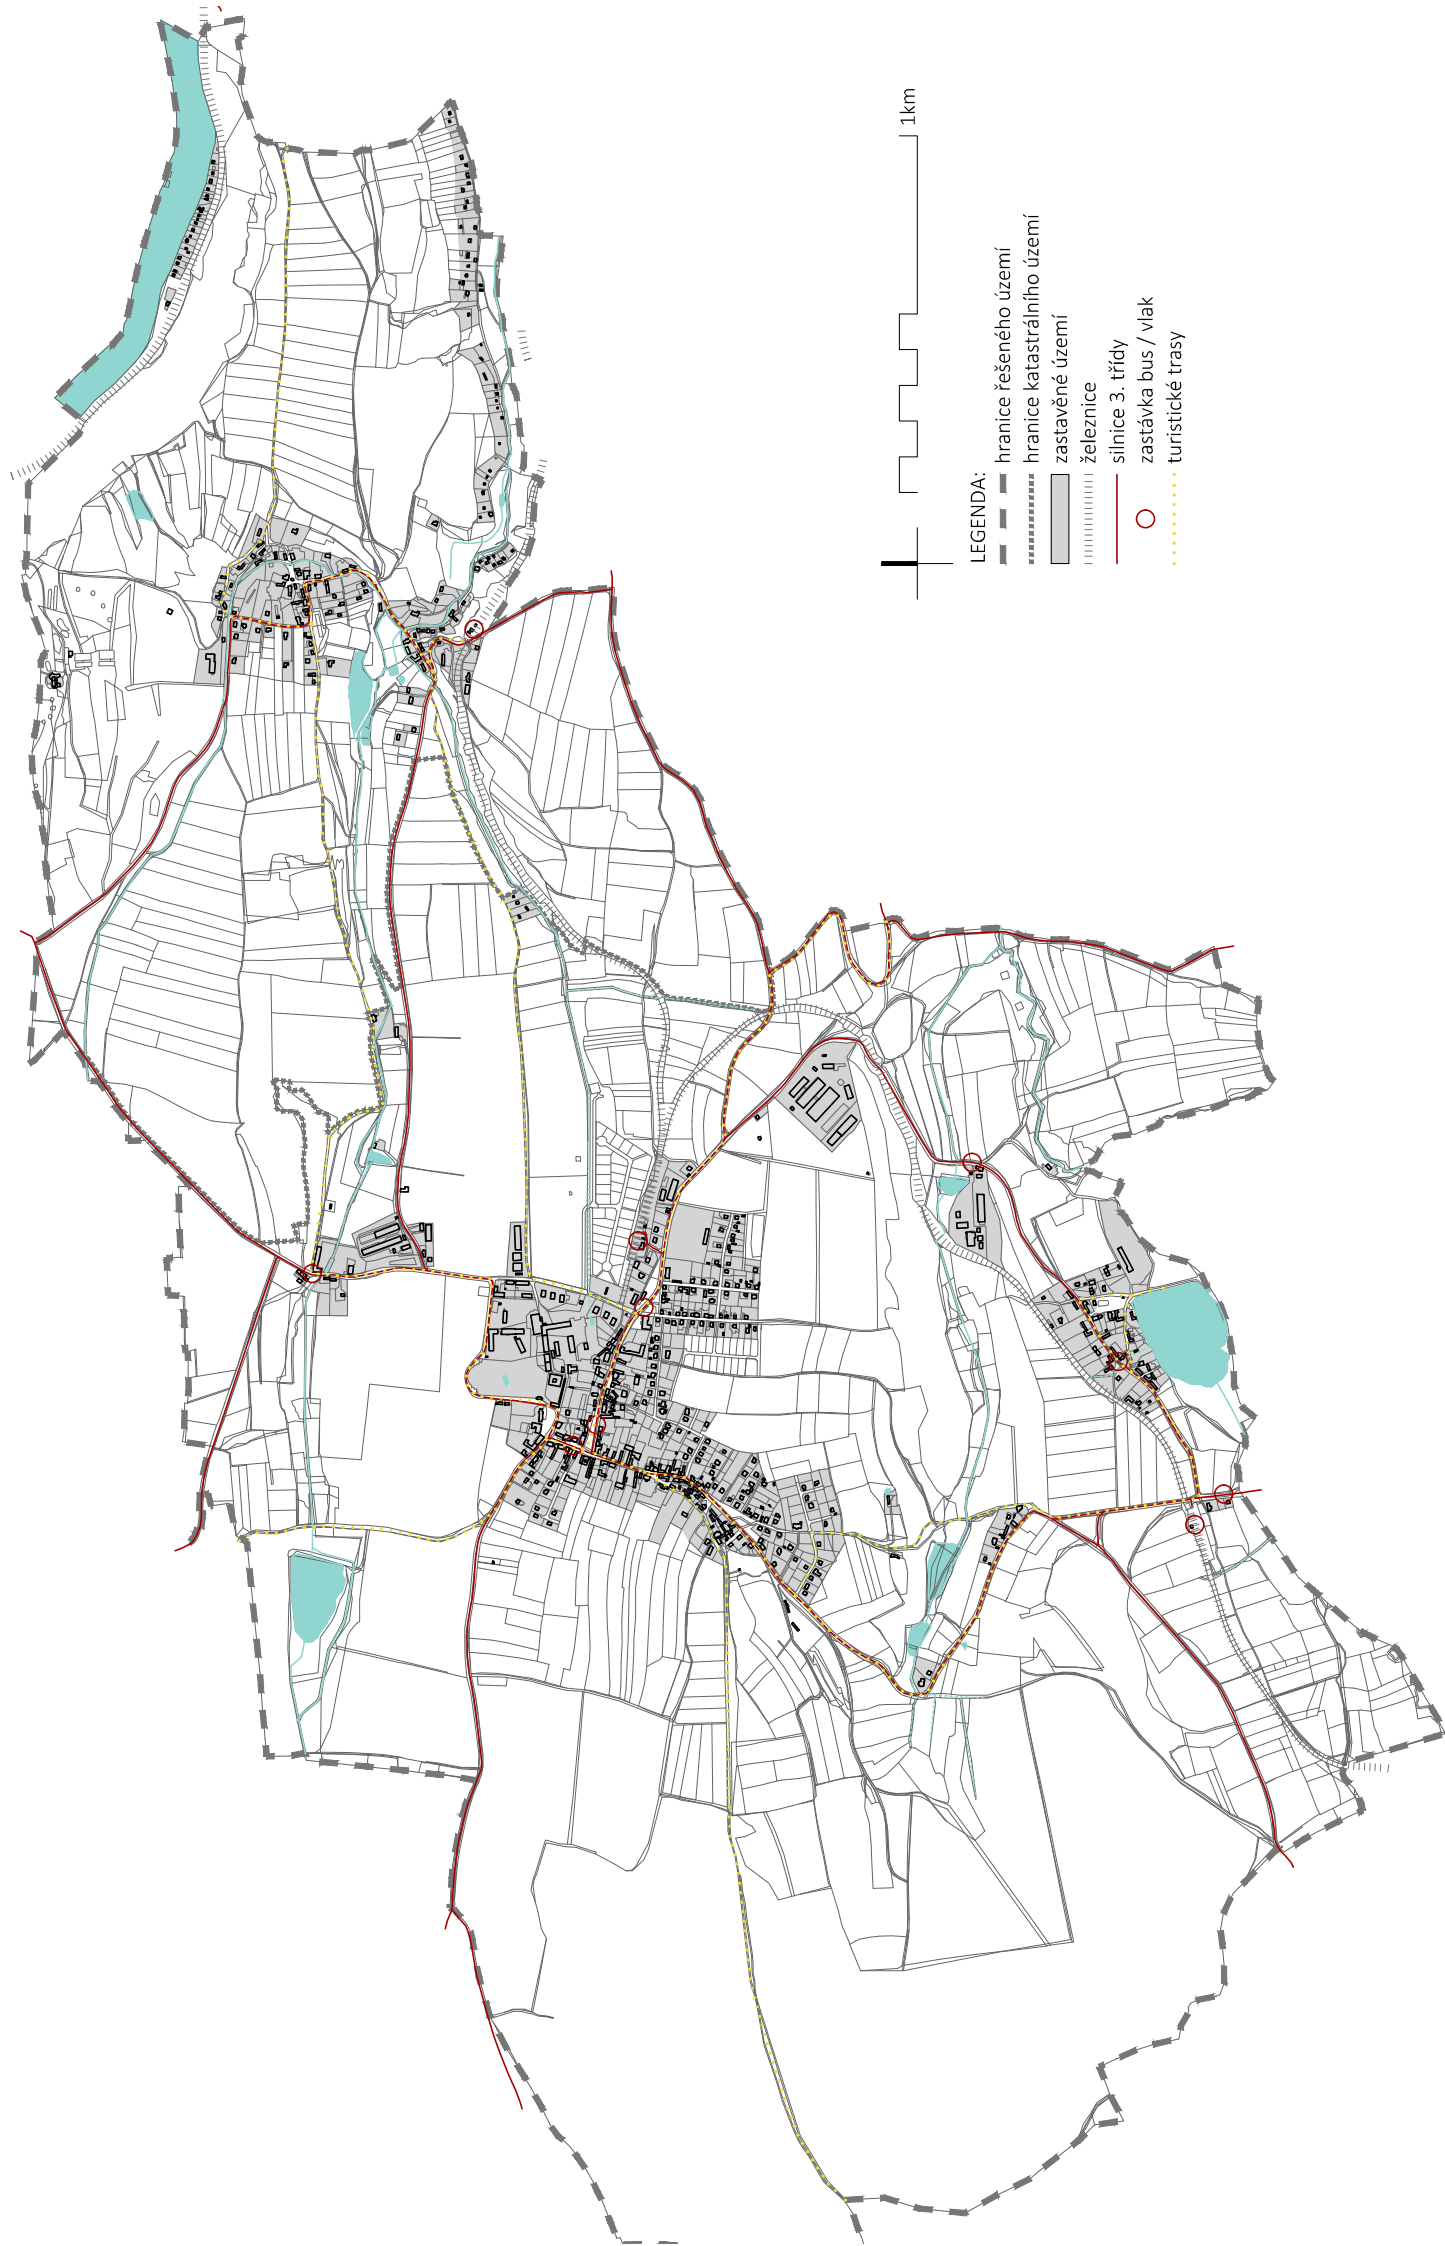 1km
LEGENDA:
hranice řešeného území
hranice katastrálního území
zastavěné území
železnice
silnice 3. třídy
zastávka bus / vlak
turistické trasy